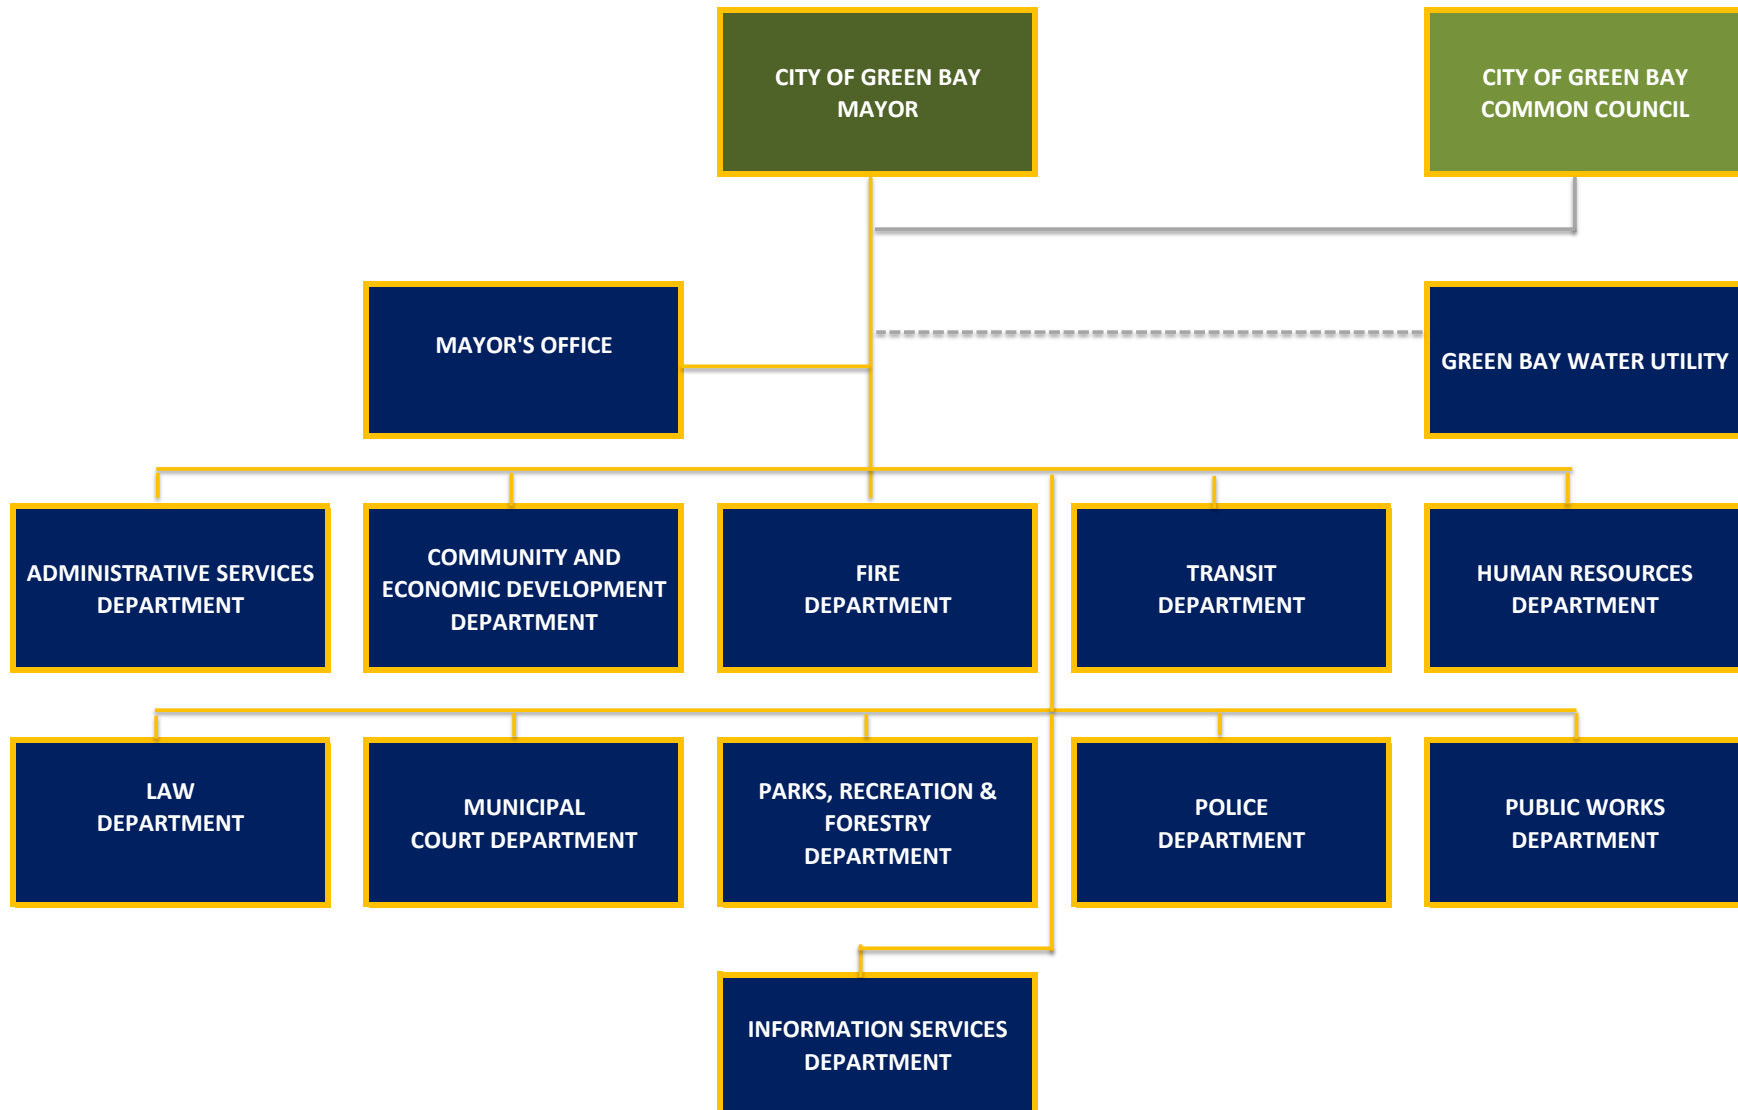 CITY OF GREEN BAY
MAYOR
CITY OF GREEN BAY
COMMON COUNCIL
MAYOR'S OFFICE
GREEN BAY WATER UTILITY
ADMINISTRATIVE SERVICES
DEPARTMENT
COMMUNITY AND
ECONOMIC DEVELOPMENT
DEPARTMENT
FIRE
DEPARTMENT
TRANSIT
DEPARTMENT
HUMAN RESOURCES
DEPARTMENT
LAW
DEPARTMENT
MUNICIPAL
COURT DEPARTMENT
PARKS, RECREATION &
FORESTRY
DEPARTMENT
POLICE
DEPARTMENT
PUBLIC WORKS
DEPARTMENT
INFORMATION SERVICES
DEPARTMENT